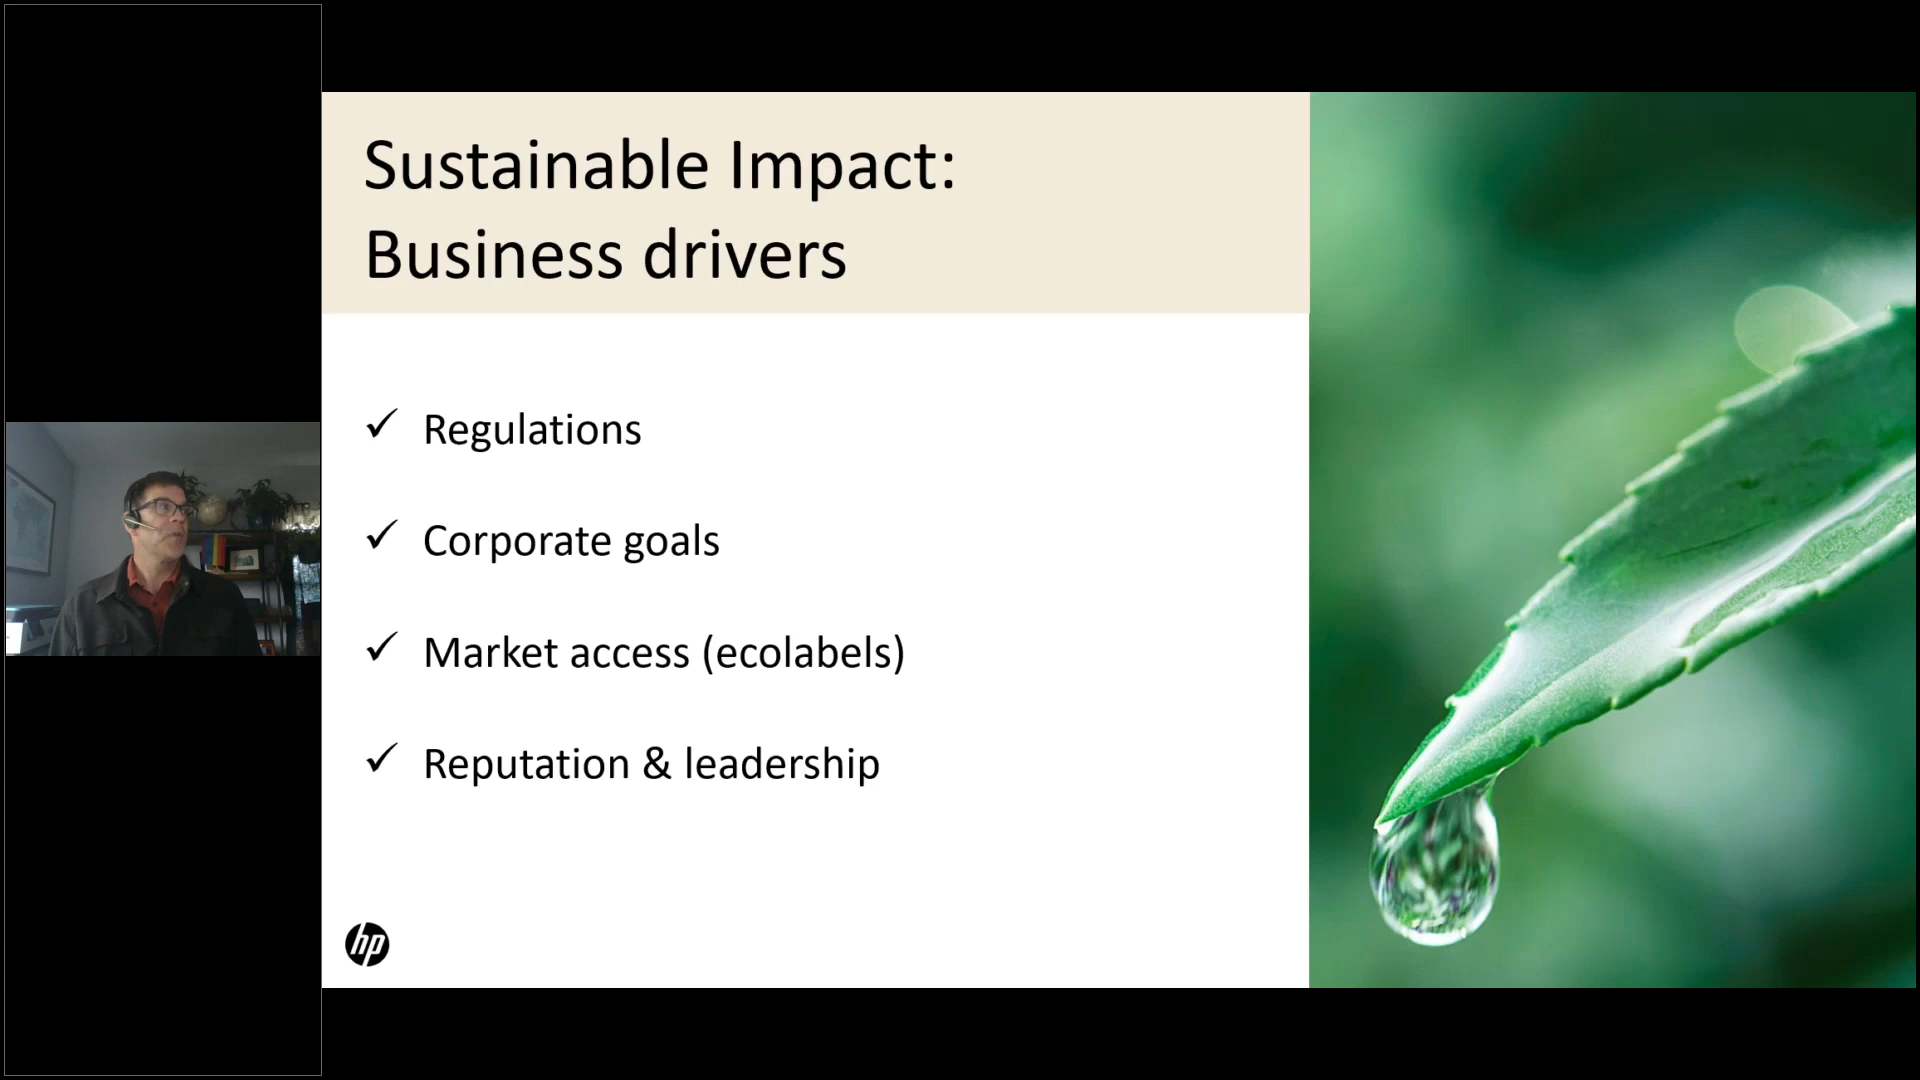 Sustainable Impact:
Business drivers
✓ Regulations
✓ Corporate goals
✓ Market access (ecolabels)
✓ Reputation & leadership
hp